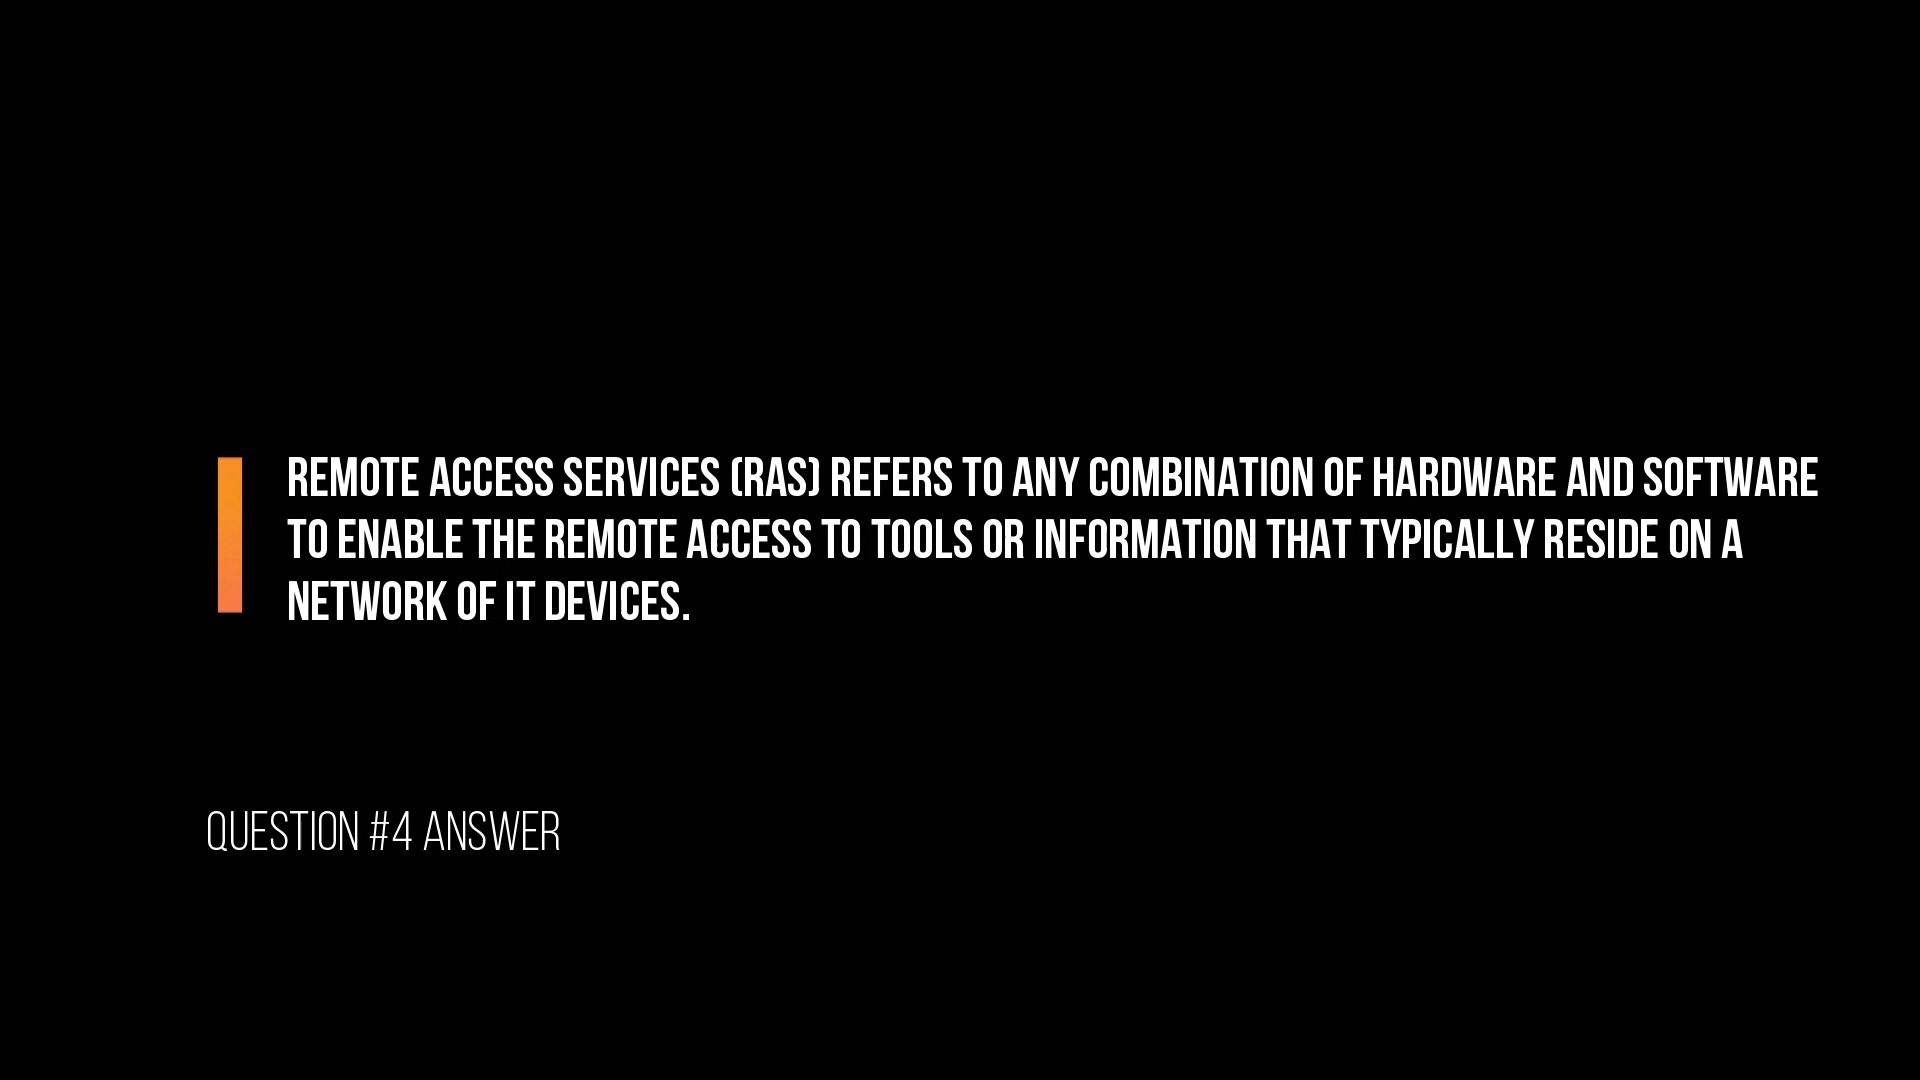 REMOTE ACCESS SERVICES (RAS) REFERS TO ANY COMBINATION OF HARDWARE AND SOFTWARE
TO ENABLE THE REMOTE ACCESS TO TOOLS OR INFORMATION THAT TYPICALLY RESIDE ON A
NETWORK OF IT DEVICES.
QUESTION #4 ANSWER